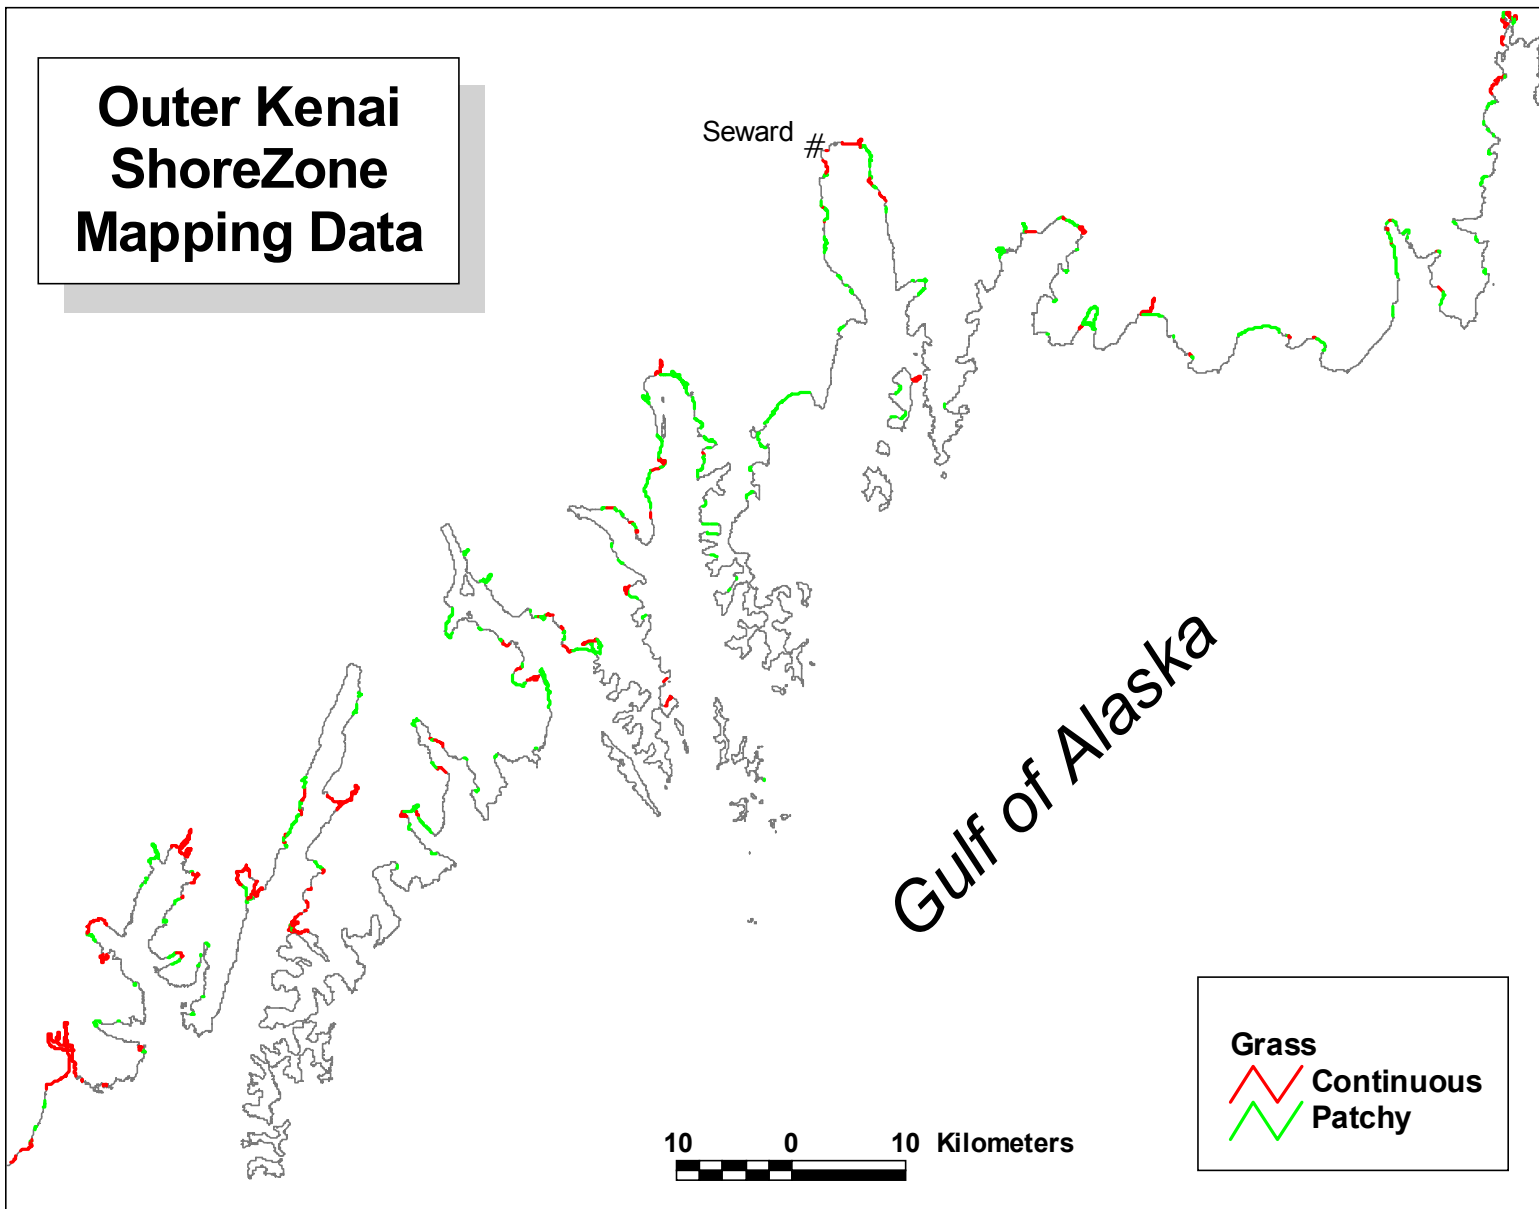 Outer Kenai
ShoreZone
Mapping Data
Seward #
Gulf of Alaska
Grass
Continuous
Patchy
10 0 10 Kilometers